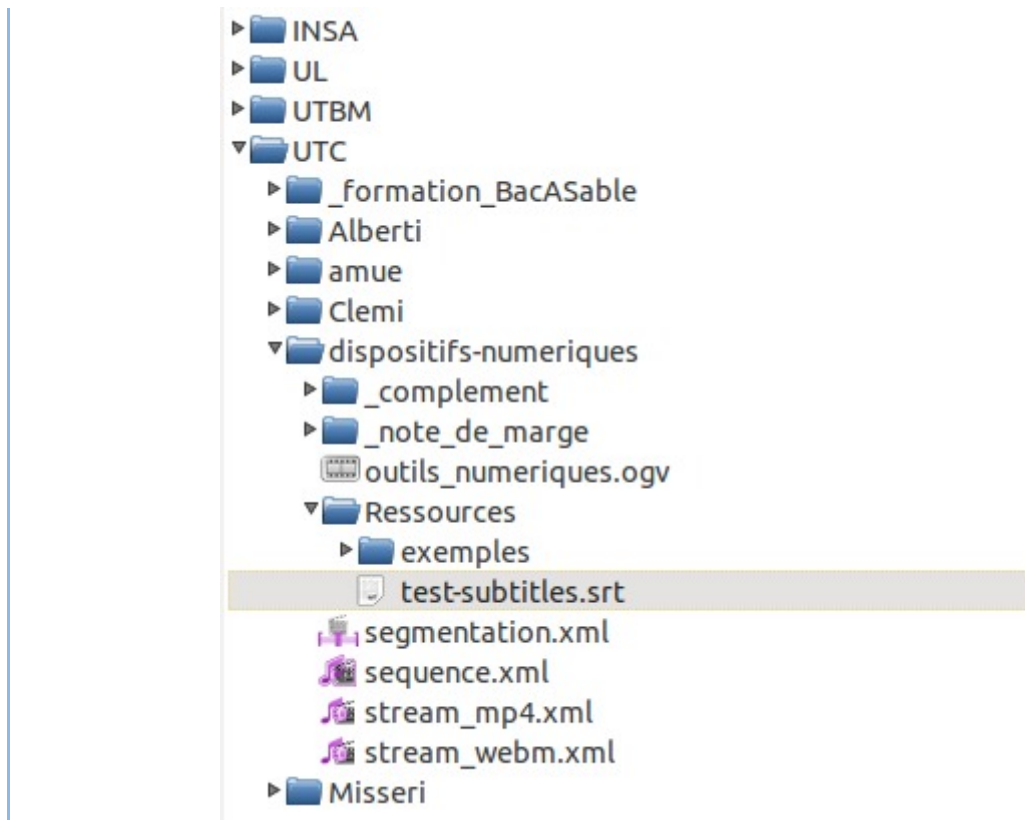 INSA
UL
UTBM
UTC
_formation_BacASable
Alberti
amue
Clemi
dispositifs-numeriques
_complement
_note_de_marge
outils_numeriques.ogv
Ressources
exemples
test-subtitles.srt
segmentation.xml
sequence.xml
stream_mp4.xml
stream_webm.xml
Misseri